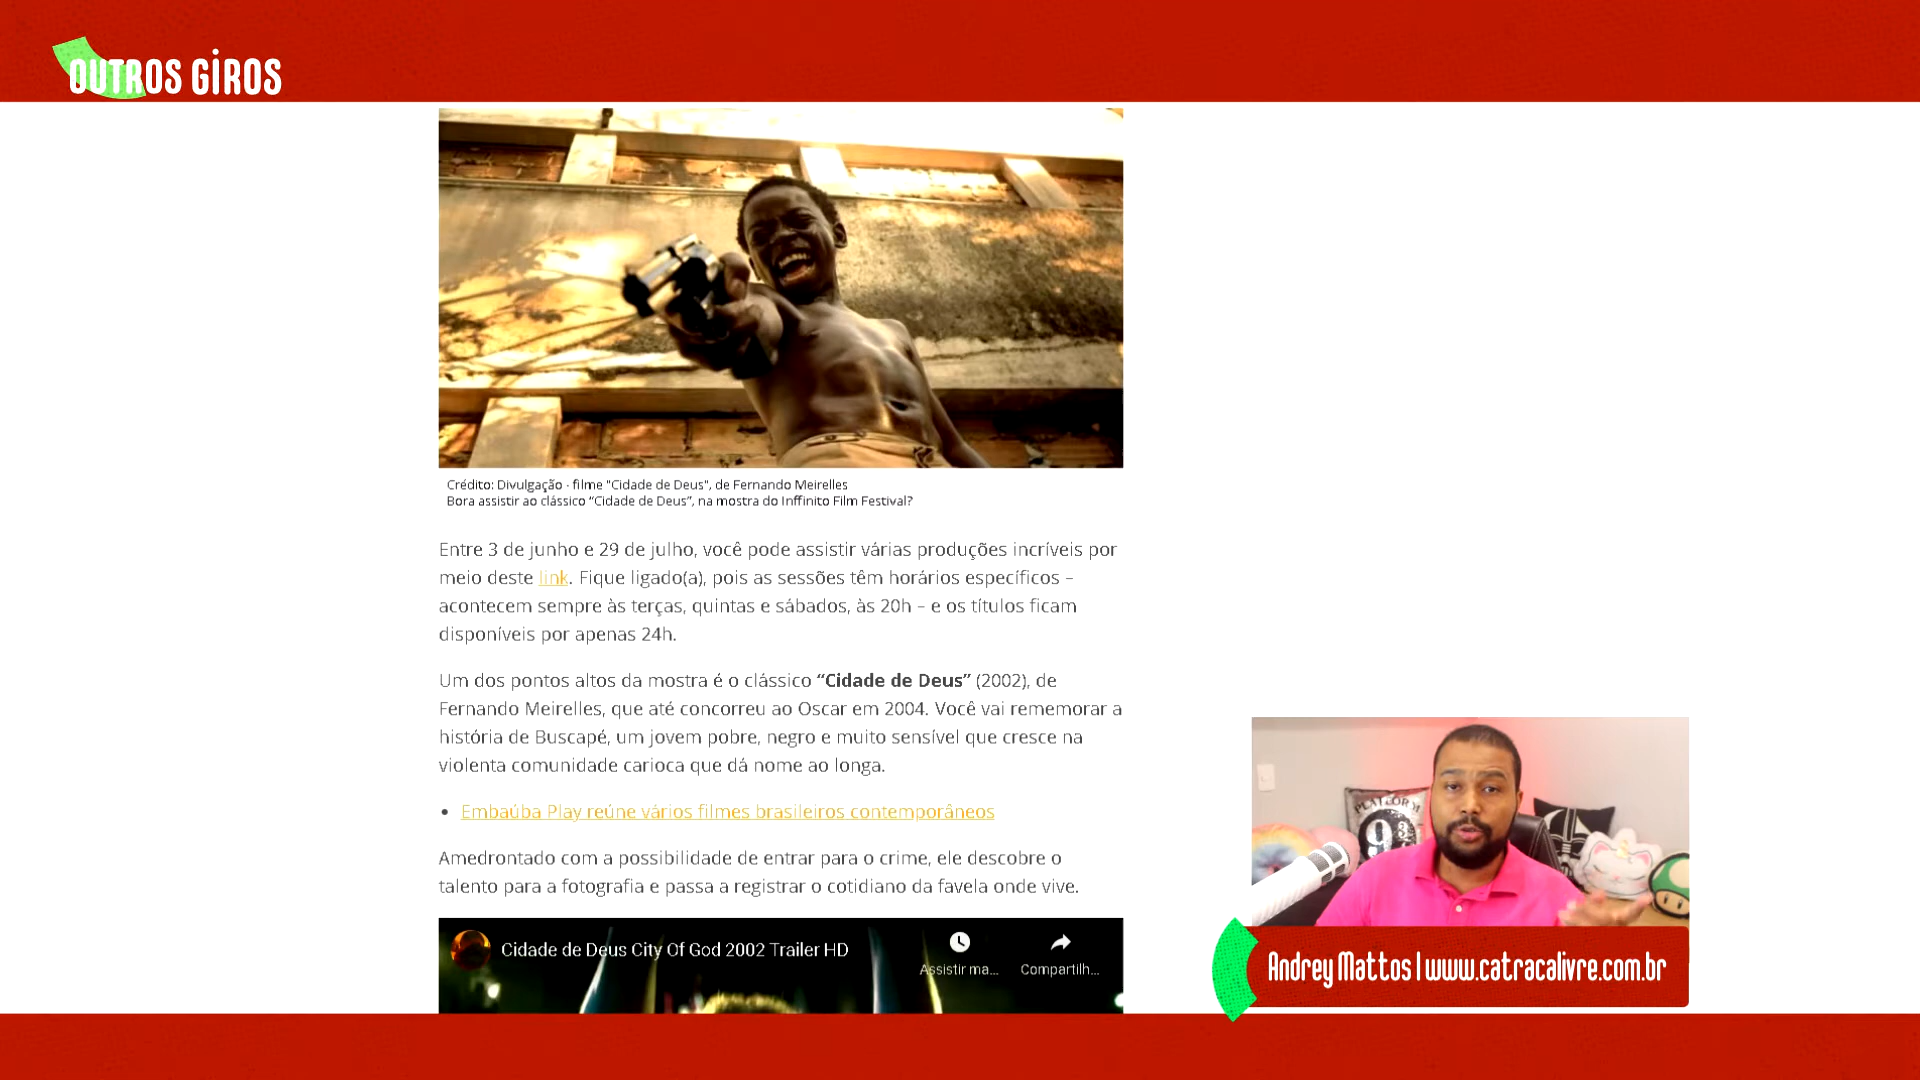 OUTROS GIROS
Crédito: Divulgação · filme "Cidade de Deus", de Fernando Meirelles
Bora assistir ao clássico “Cidade de Deus”, na mostra do Inffinito Film Festival?
Entre 3 de junho e 29 de julho, você pode assistir várias produções incríveis por
meio deste link. Fique ligado(a), pois as sessões têm horários específicos –
acontecem sempre às terças, quintas e sábados, às 20h – e os títulos ficam
disponíveis por apenas 24h.
Um dos pontos altos da mostra é o clássico “Cidade de Deus” (2002), de
Fernando Meirelles, que até concorreu ao Oscar em 2004. Você vai rememorar a
história de Buscapé, um jovem pobre, negro e muito sensível que cresce na
violenta comunidade carioca que dá nome ao longa.
• Embaúba Play reúne vários filmes brasileiros contemporâneos
Amedrontado com a possibilidade de entrar para o crime, ele descobre o
talento para a fotografia e passa a registrar o cotidiano da favela onde vive.
Cidade de Deus City Of God 2002 Trailer HD
Assistir ma...
Compartilh...
PLATFORM
9
Andrey Mattos | www.catracalivre.com.br